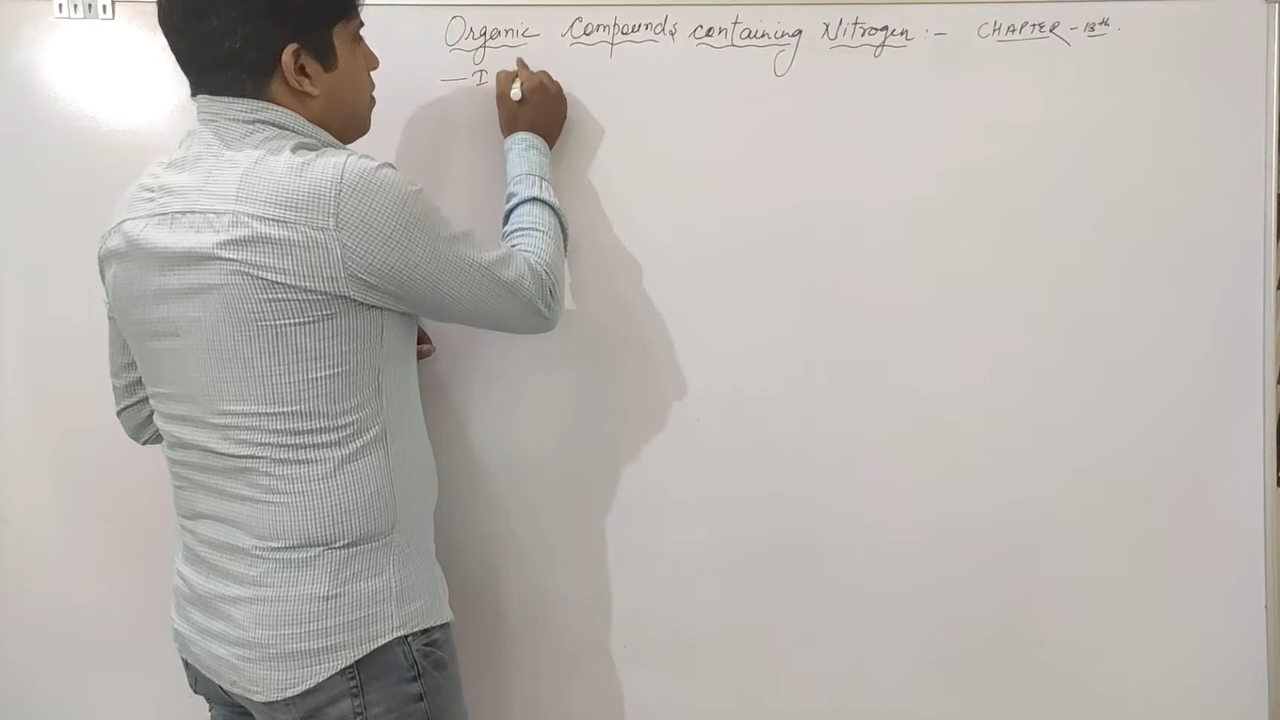 Organic Compounds containing Nitrogen :- CHAPTER - 13th.
— I